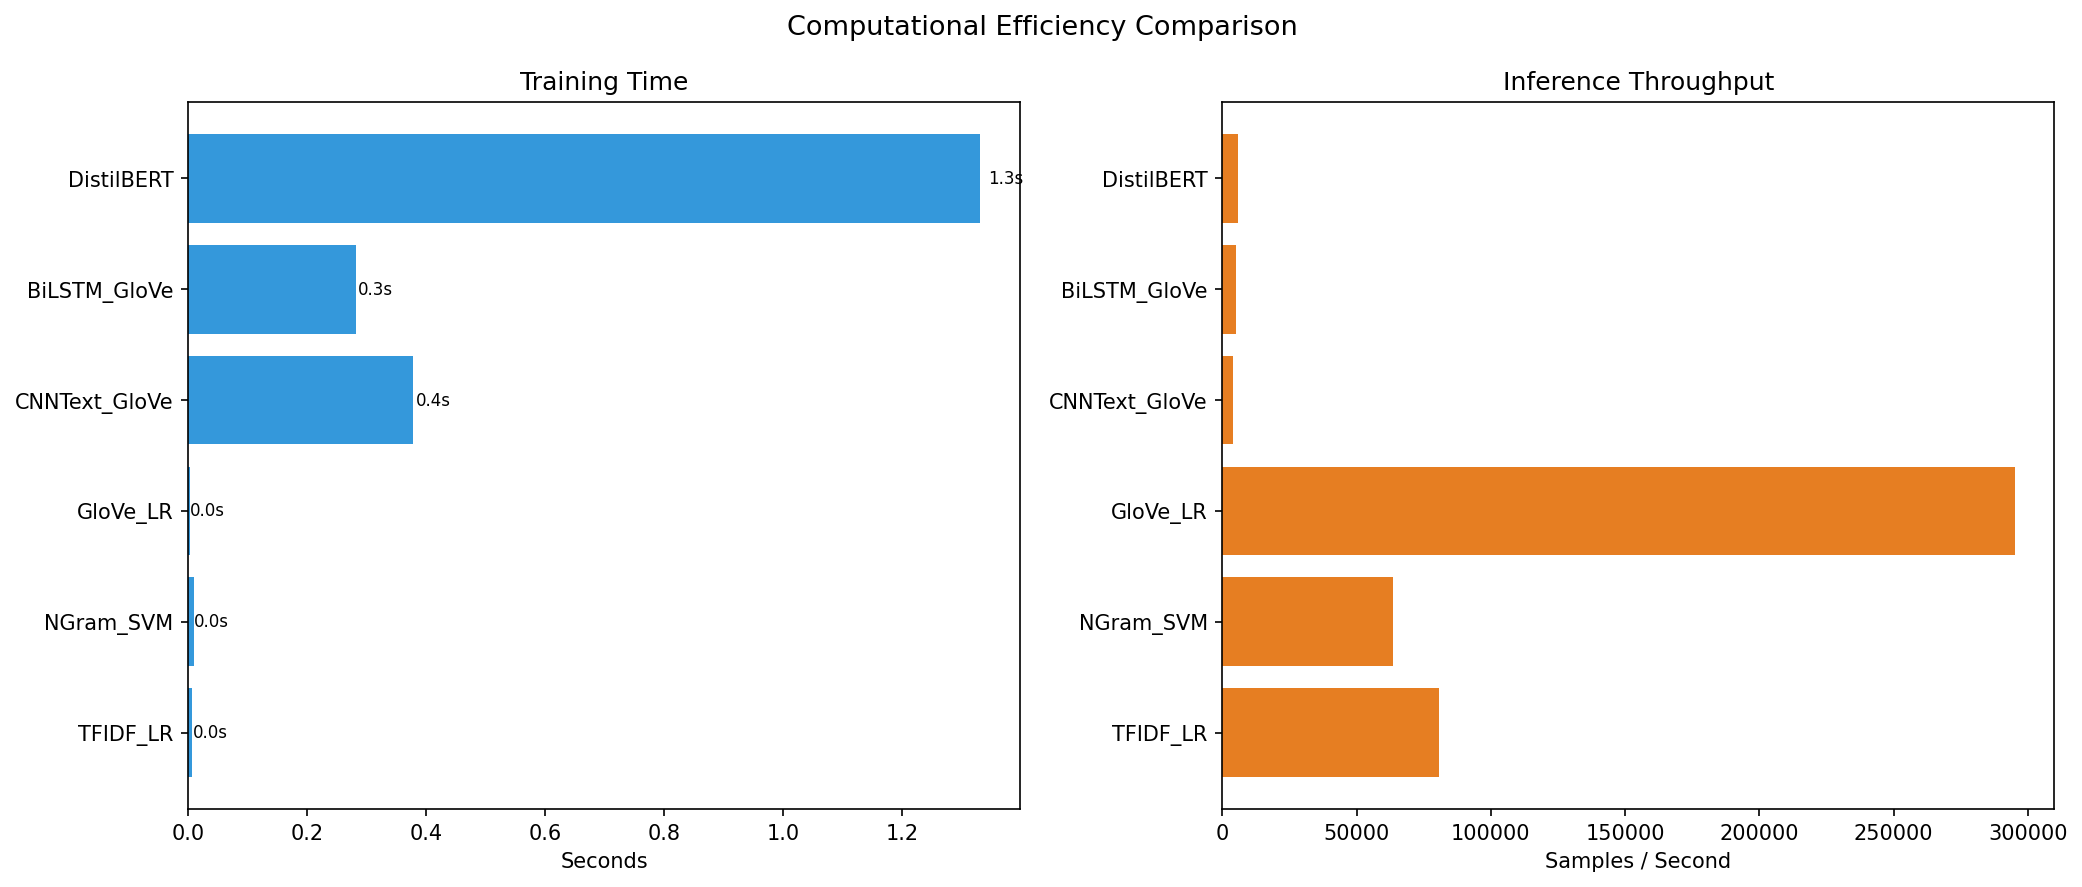 Computational Efficiency Comparison
Training Time
DistilBERT
1.3s
BiLSTM_GloVe
0.3s
CNNText_GloVe
0.4s
GloVe_LR
0.0s
NGram_SVM
0.0s
TFIDF_LR
0.0s
0.0 0.2 0.4 0.6 0.8 1.0 1.2
Seconds
Inference Throughput
DistilBERT
BiLSTM_GloVe
CNNText_GloVe
GloVe_LR
NGram_SVM
TFIDF_LR
0 50000 100000 150000 200000 250000 300000
Samples / Second